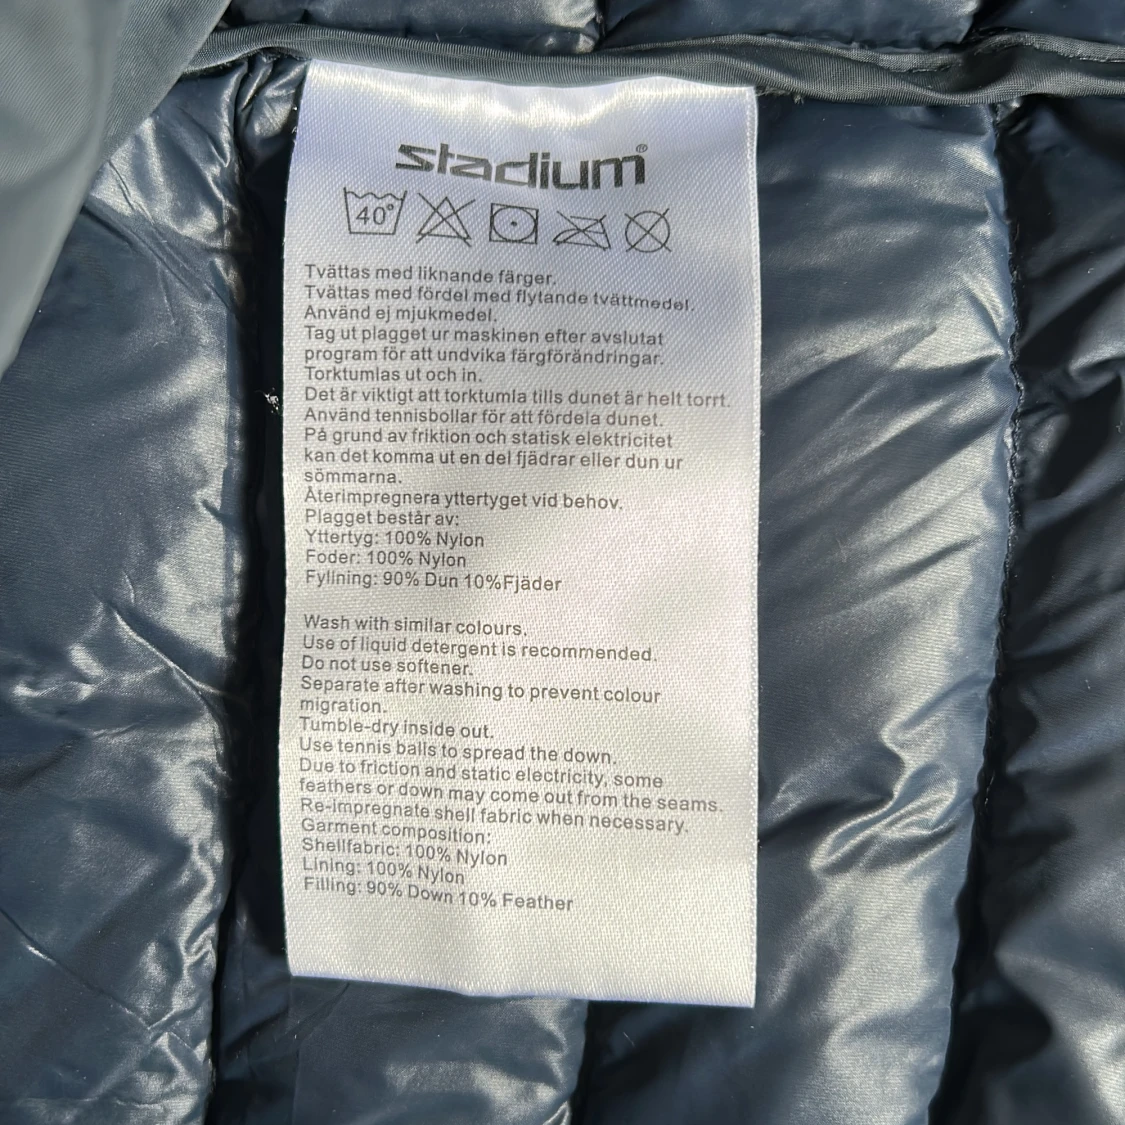 stadium®
40°
Tvättas med liknande färger.
Tvättas med fördel med flytande tvättmedel.
Använd ej mjukmedel.
Tag ut plagget ur maskinen efter avslutat
program för att undvika färgförändringar.
Torktumlas ut och in.
Det är viktigt att torktumla tills dunet är helt torrt.
Använd tennisbollar för att fördela dunet.
På grund av friktion och statisk elektricitet
kan det komma ut en del fjädrar eller dun ur
sömmarna.
Återimpregnera yttertyget vid behov.
Plagget består av:
Yttertyg: 100% Nylon
Foder: 100% Nylon
Fyllning: 90% Dun 10%Fjäder
Wash with similar colours.
Use of liquid detergent is recommended.
Do not use softener.
Separate after washing to prevent colour
migration.
Tumble-dry inside out.
Use tennis balls to spread the down.
Due to friction and static electricity, some
feathers or down may come out from the seams.
Re-impregnate shell fabric when necessary.
Garment composition:
Shellfabric: 100% Nylon
Lining: 100% Nylon
Filling: 90% Down 10% Feather